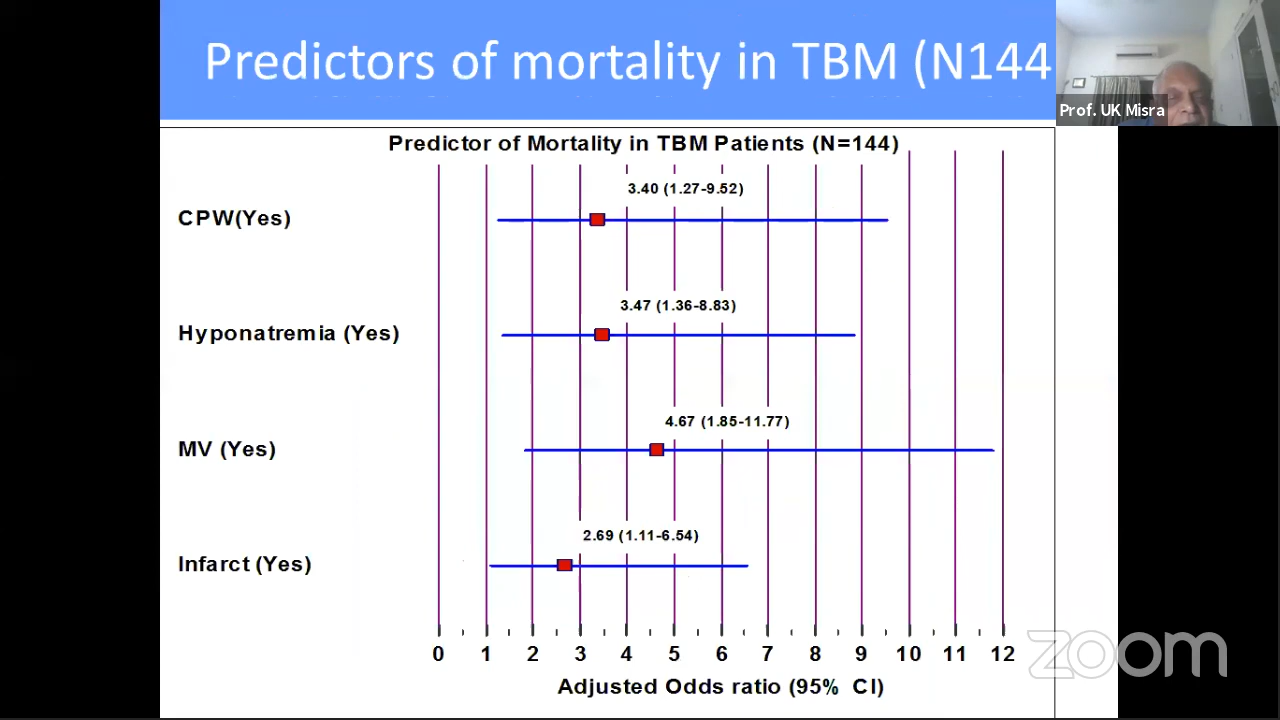 Predictors of mortality in TBM (N144
Prof. UK Misra
Predictor of Mortality in TBM Patients (N=144)
3.40 (1.27-9.52)
CPW(Yes)
3.47 (1.36-8.83)
Hyponatremia (Yes)
4.67 (1.85-11.77)
MV (Yes)
2.69 (1.11-6.54)
Infarct (Yes)
0 1 2 3 4 5 6 7 8 9 10 11 12
Adjusted Odds ratio (95% CI)
zoom